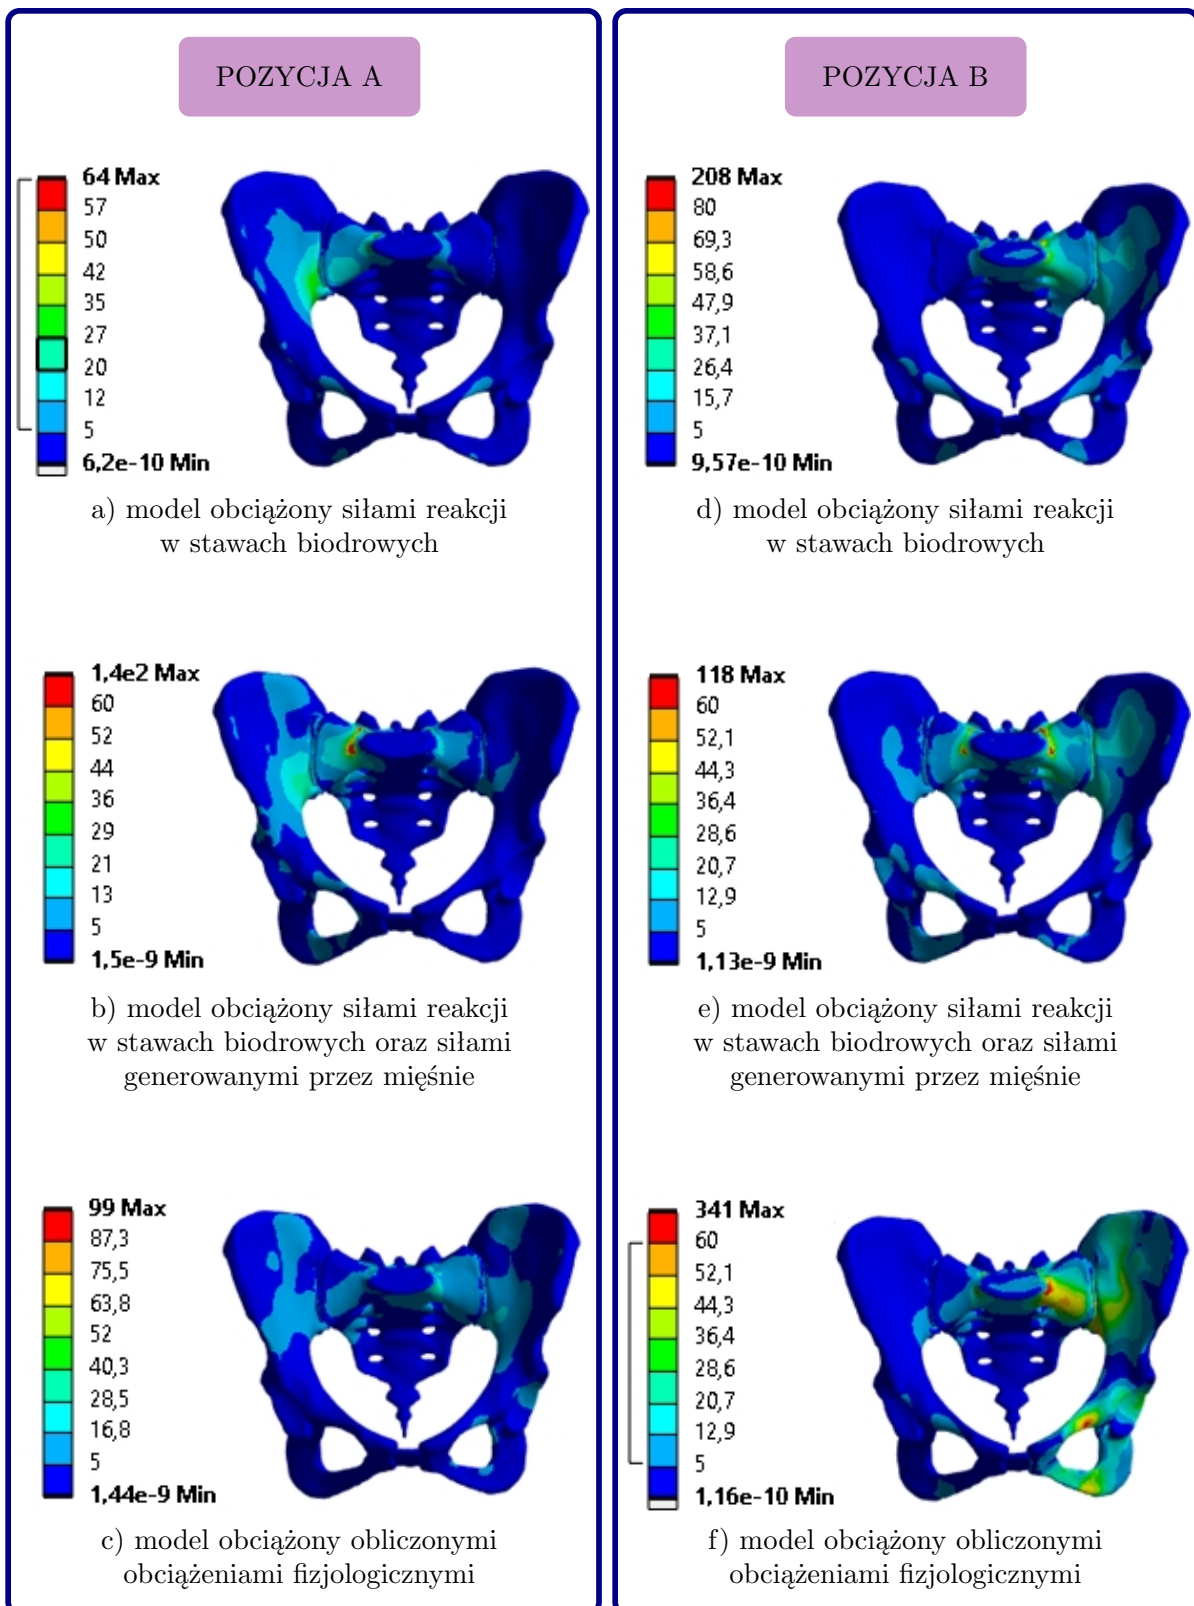 POZYCJA A
64 Max
57
50
42
35
27
20
12
5
6,2e-10 Min
a) model obciążony siłami reakcji
w stawach biodrowych
1,4e2 Max
60
52
44
36
29
21
13
5
1,5e-9 Min
b) model obciążony siłami reakcji
w stawach biodrowych oraz siłami
generowanymi przez mięśnie
99 Max
87,3
75,5
63,8
52
40,3
28,5
16,8
5
1,44e-9 Min
c) model obciążony obliczonymi
obciążeniami fizjologicznymi
POZYCJA B
208 Max
80
69,3
58,6
47,9
37,1
26,4
15,7
5
9,57e-10 Min
d) model obciążony siłami reakcji
w stawach biodrowych
118 Max
60
52,1
44,3
36,4
28,6
20,7
12,9
5
1,13e-9 Min
e) model obciążony siłami reakcji
w stawach biodrowych oraz siłami
generowanymi przez mięśnie
341 Max
60
52,1
44,3
36,4
28,6
20,7
12,9
5
1,16e-10 Min
f) model obciążony obliczonymi
obciążeniami fizjologicznymi